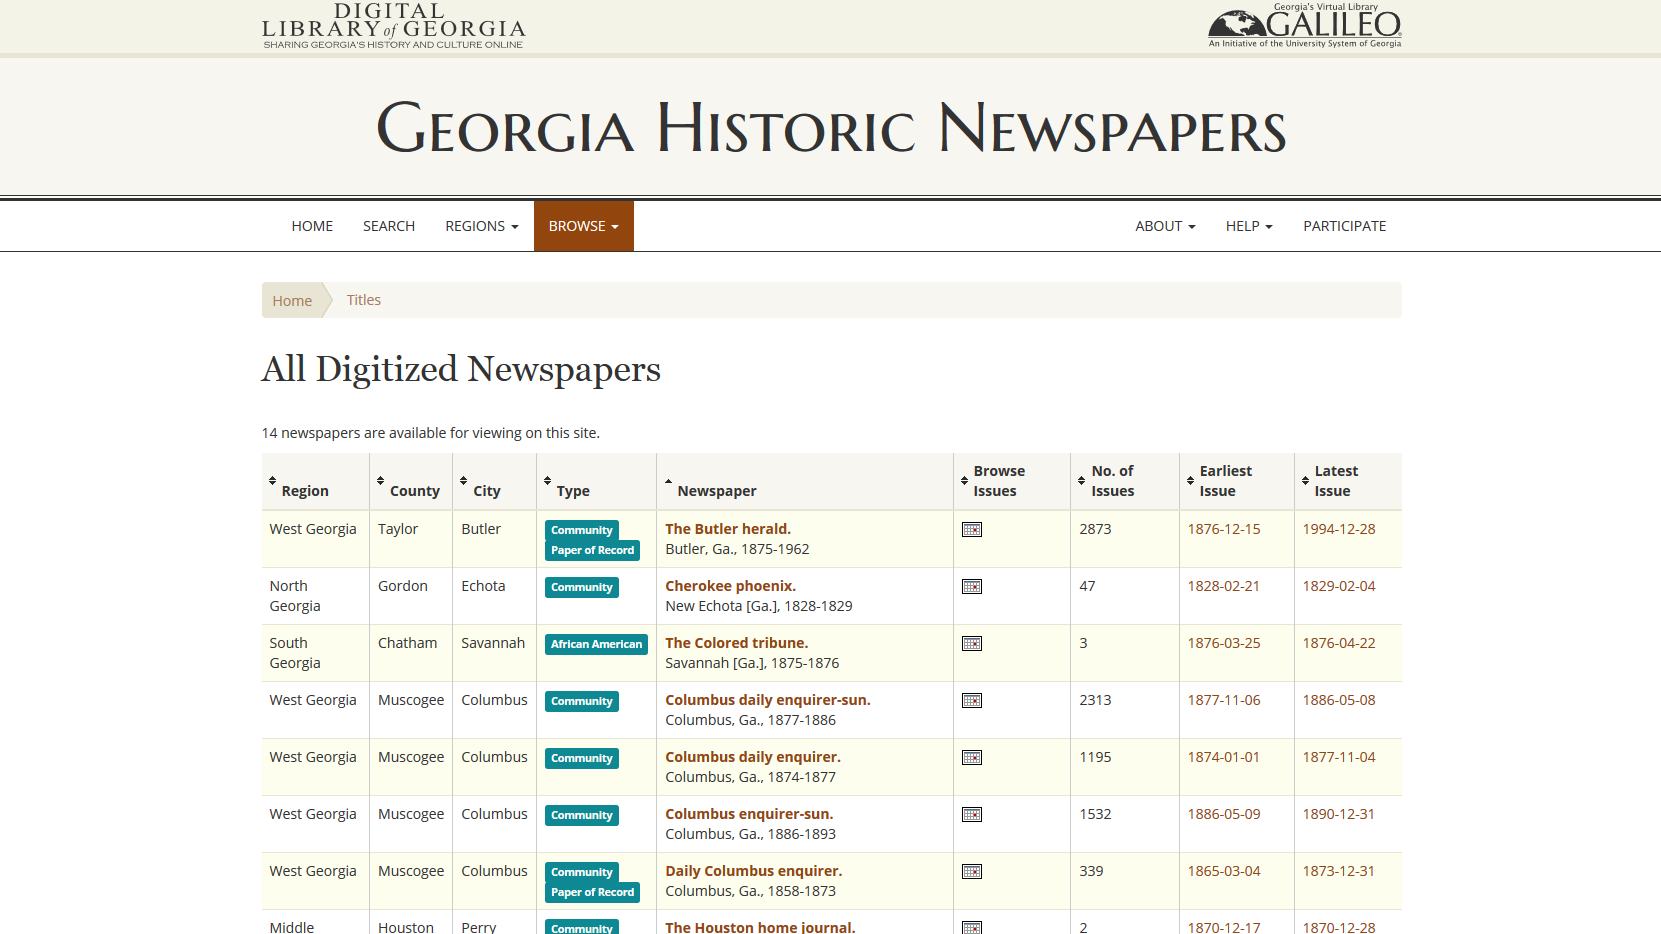 DIGITAL
LIBRARY of GEORGIA
SHARING GEORGIA'S HISTORY AND CULTURE ONLINE
Georgia's Virtual Library
GALILEO
An Initiative of the University System of Georgia
GEORGIA HISTORIC NEWSPAPERS
HOME SEARCH REGIONS BROWSE ABOUT HELP PARTICIPATE
Home Titles
All Digitized Newspapers
14 newspapers are available for viewing on this site.
Region County City Type Newspaper Browse Issues No. of Issues Earliest Issue Latest Issue
West Georgia Taylor Butler Community The Butler herald. 2873 1876-12-15 1994-12-28
Paper of Record Butler, Ga., 1875-1962
North Gordon Echota Community Cherokee phoenix. 47 1828-02-21 1829-02-04
Georgia New Echota [Ga.], 1828-1829
South Chatham Savannah African American The Colored tribune. 3 1876-03-25 1876-04-22
Georgia Savannah [Ga.], 1875-1876
West Georgia Muscogee Columbus Community Columbus daily enquirer-sun. 2313 1877-11-06 1886-05-08
Columbus, Ga., 1877-1886
West Georgia Muscogee Columbus Community Columbus daily enquirer. 1195 1874-01-01 1877-11-04
Columbus, Ga., 1874-1877
West Georgia Muscogee Columbus Community Columbus enquirer-sun. 1532 1886-05-09 1890-12-31
Columbus, Ga., 1886-1893
West Georgia Muscogee Columbus Community Daily Columbus enquirer. 339 1865-03-04 1873-12-31
Paper of Record Columbus, Ga., 1858-1873
Middle Houston Perry Community The Houston home journal. 2 1870-12-17 1870-12-28